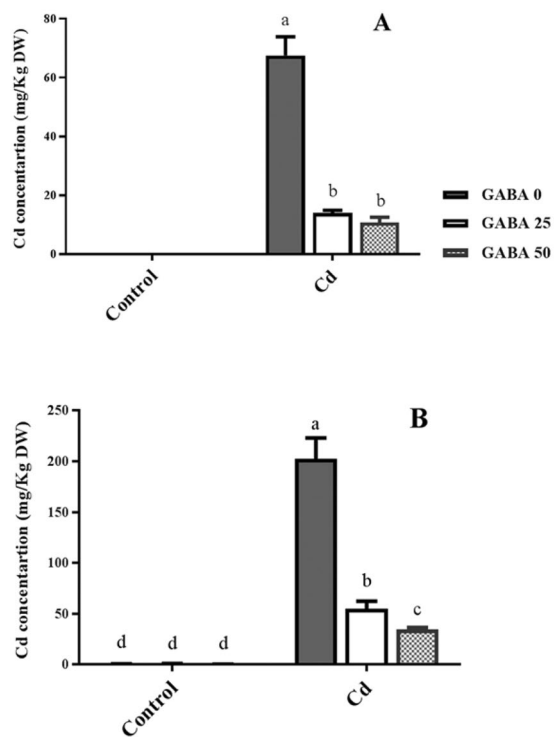 A
Cd concentartion (mg/Kg DW)
80
60
40
20
0
a
b
b
Control
Cd
GABA 0
GABA 25
GABA 50
B
Cd concentartion (mg/Kg DW)
250
200
150
100
50
0
d
d
d
a
b
c
Control
Cd